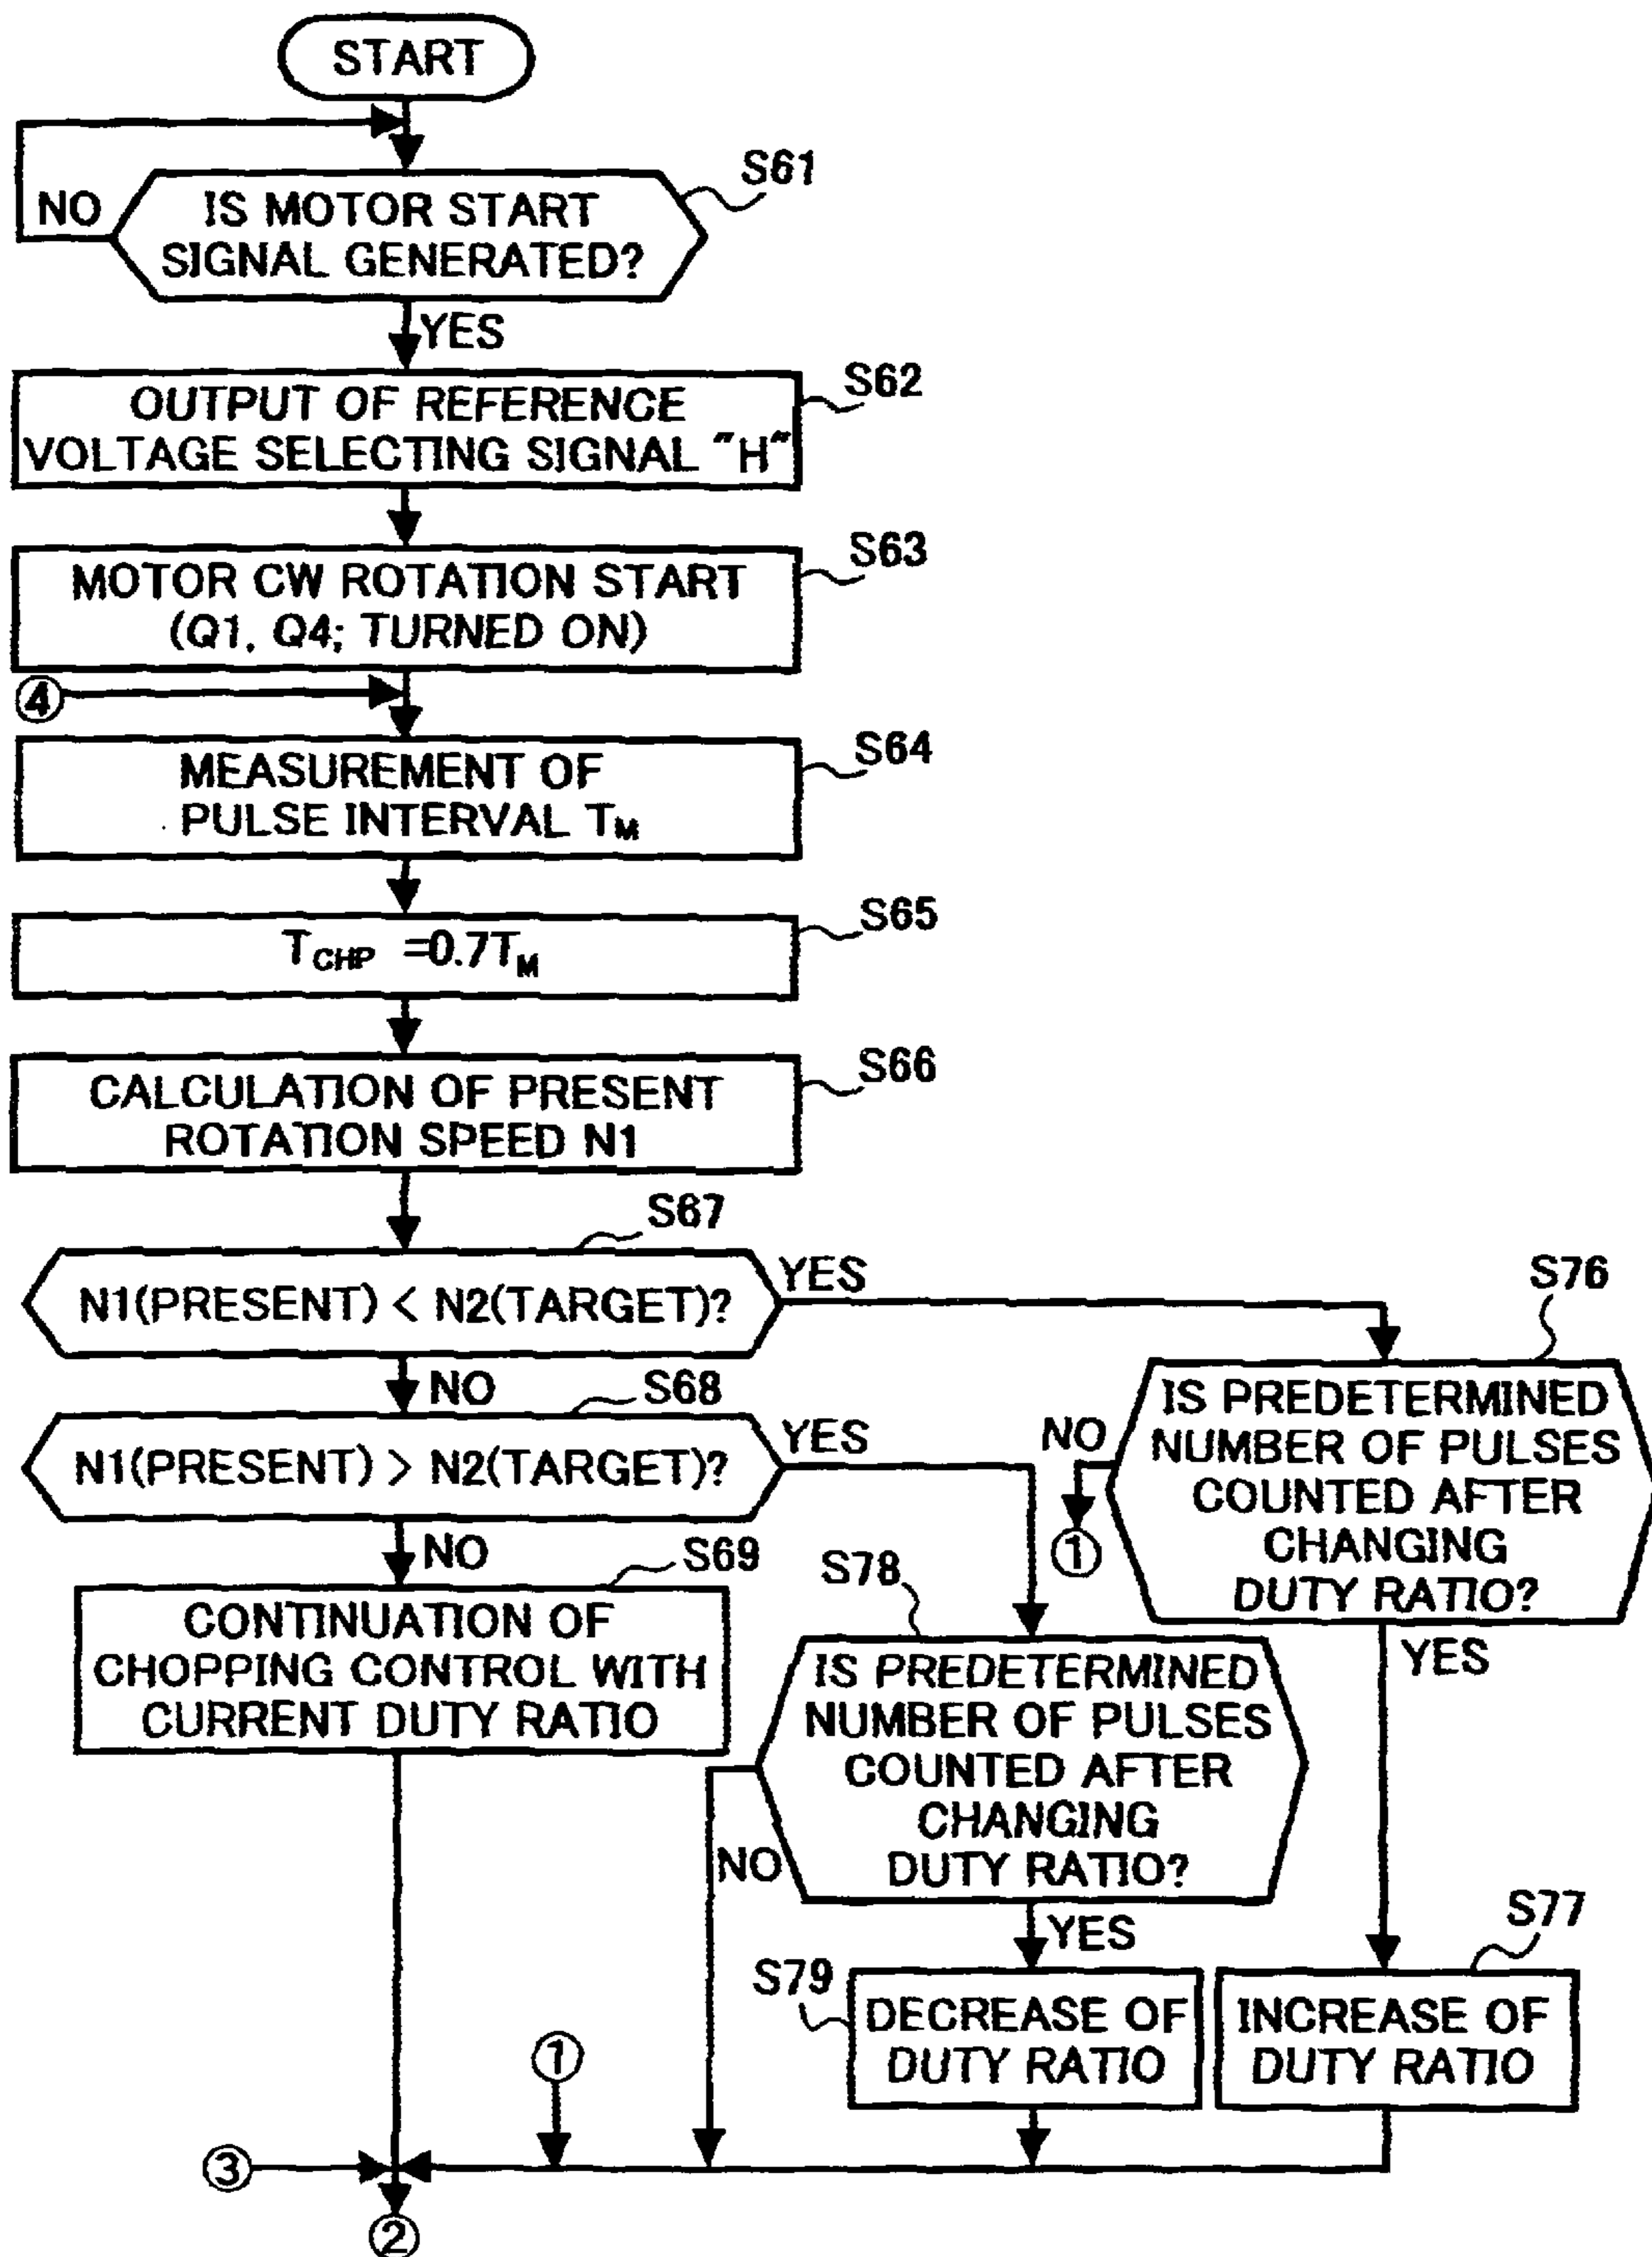 START
S61
NO
IS MOTOR START
SIGNAL GENERATED?
YES
S62
OUTPUT OF REFERENCE
VOLTAGE SELECTING SIGNAL "H"
S63
MOTOR CW ROTATION START
(Q1, Q4; TURNED ON)
④
S64
MEASUREMENT OF
PULSE INTERVAL TM
S65
TCHP =0.7TM
S66
CALCULATION OF PRESENT
ROTATION SPEED N1
S67
N1(PRESENT) < N2(TARGET)?
YES
NO
S68
N1(PRESENT) > N2(TARGET)?
YES
NO
S69
CONTINUATION OF
CHOPPING CONTROL WITH
CURRENT DUTY RATIO
S76
IS PREDETERMINED
NUMBER OF PULSES
COUNTED AFTER
CHANGING
DUTY RATIO?
NO
①
YES
S78
IS PREDETERMINED
NUMBER OF PULSES
COUNTED AFTER
CHANGING
DUTY RATIO?
NO
YES
S79
DECREASE OF
DUTY RATIO
S77
INCREASE OF
DUTY RATIO
①
③
②